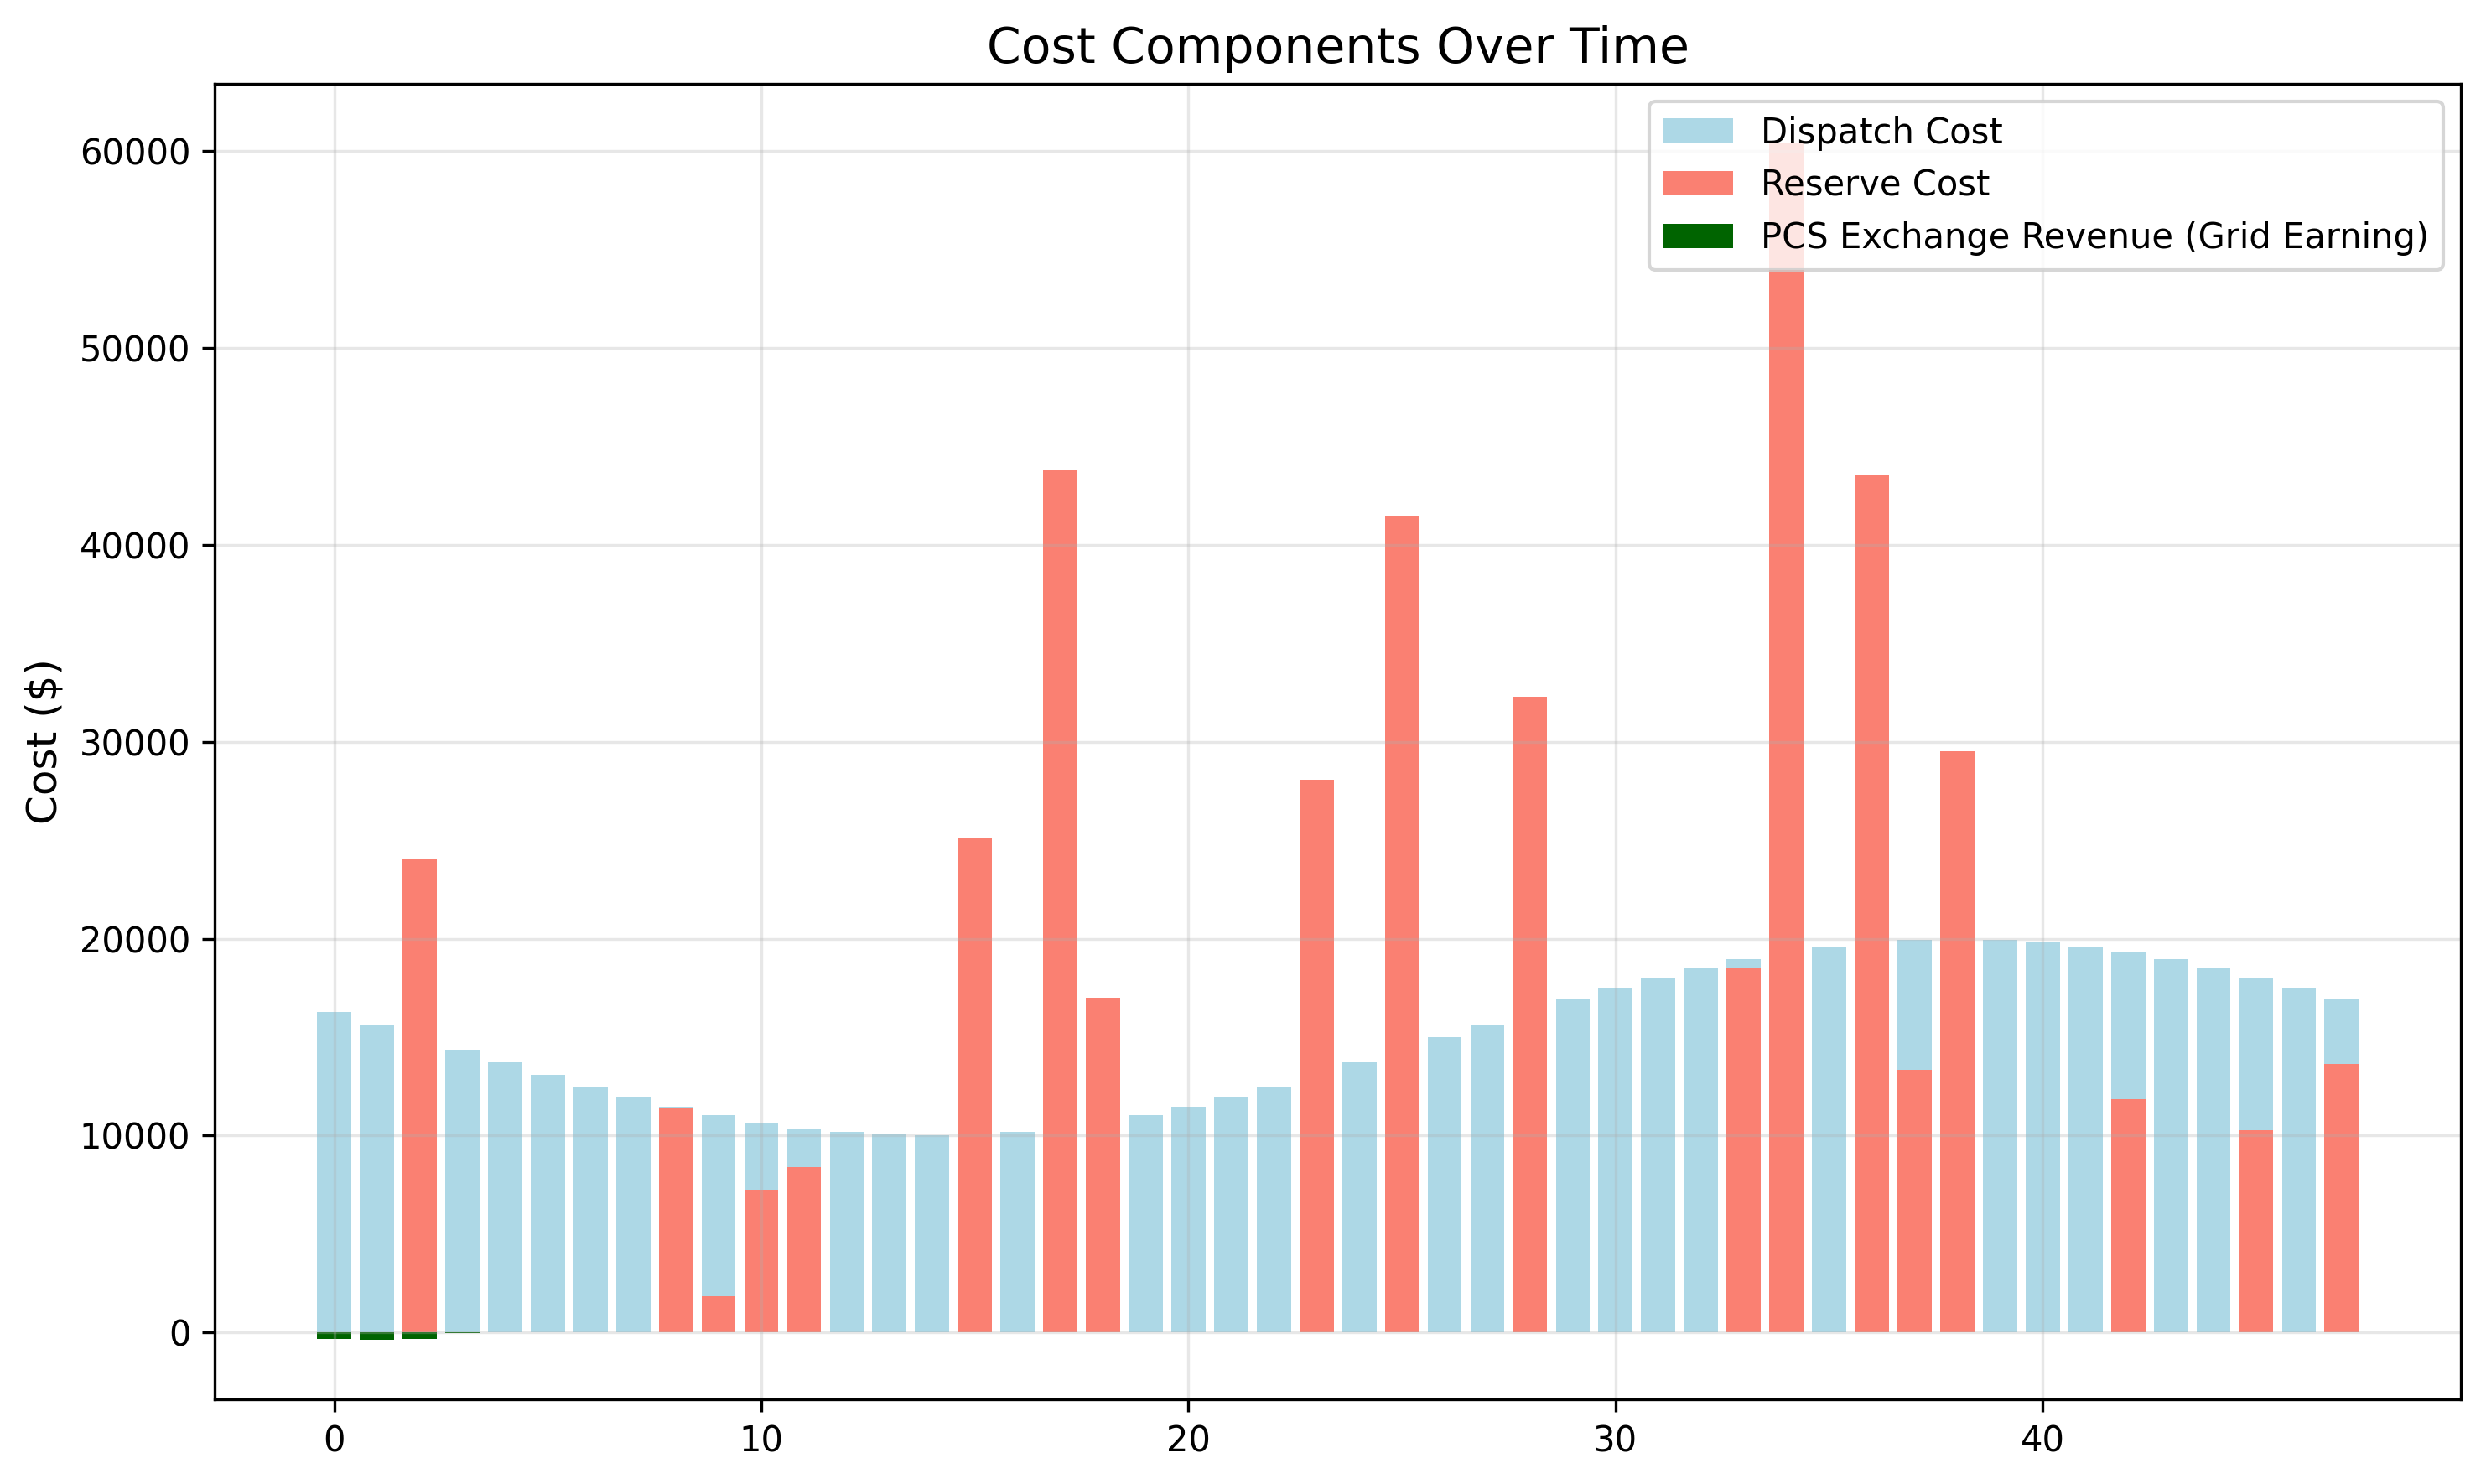 Cost Components Over Time
Dispatch Cost
Reserve Cost
PCS Exchange Revenue (Grid Earning)
Cost ($)
60000
50000
40000
30000
20000
10000
0
0
10
20
30
40